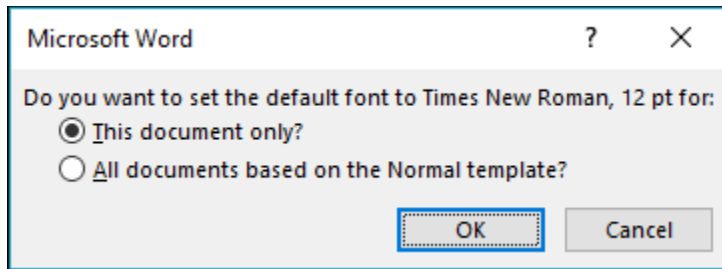 Microsoft Word ?
Do you want to set the default font to Times New Roman, 12 pt for:
This document only?
All documents based on the Normal template?
OK Cancel